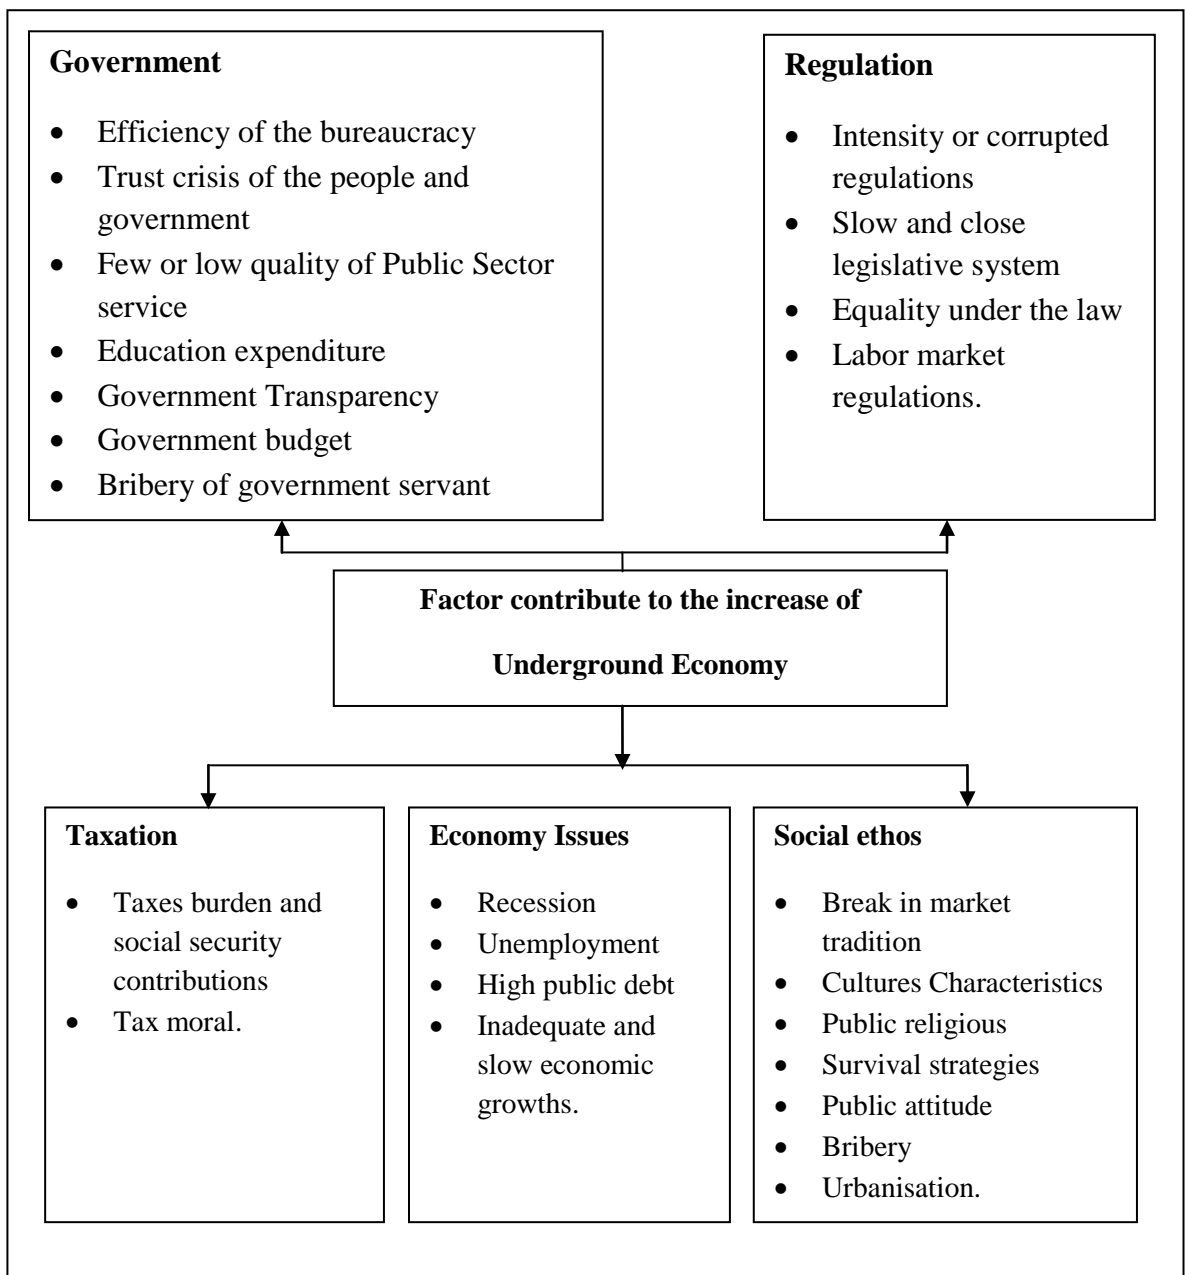 Government
• Efficiency of the bureaucracy
• Trust crisis of the people and
government
• Few or low quality of Public Sector
service
• Education expenditure
• Government Transparency
• Government budget
• Bribery of government servant
Regulation
• Intensity or corrupted
regulations
• Slow and close
legislative system
• Equality under the law
• Labor market
regulations.
Factor contribute to the increase of
Underground Economy
Taxation
• Taxes burden and
social security
contributions
• Tax moral.
Economy Issues
• Recession
• Unemployment
• High public debt
• Inadequate and
slow economic
growths.
Social ethos
• Break in market
tradition
• Cultures Characteristics
• Public religious
• Survival strategies
• Public attitude
• Bribery
• Urbanisation.